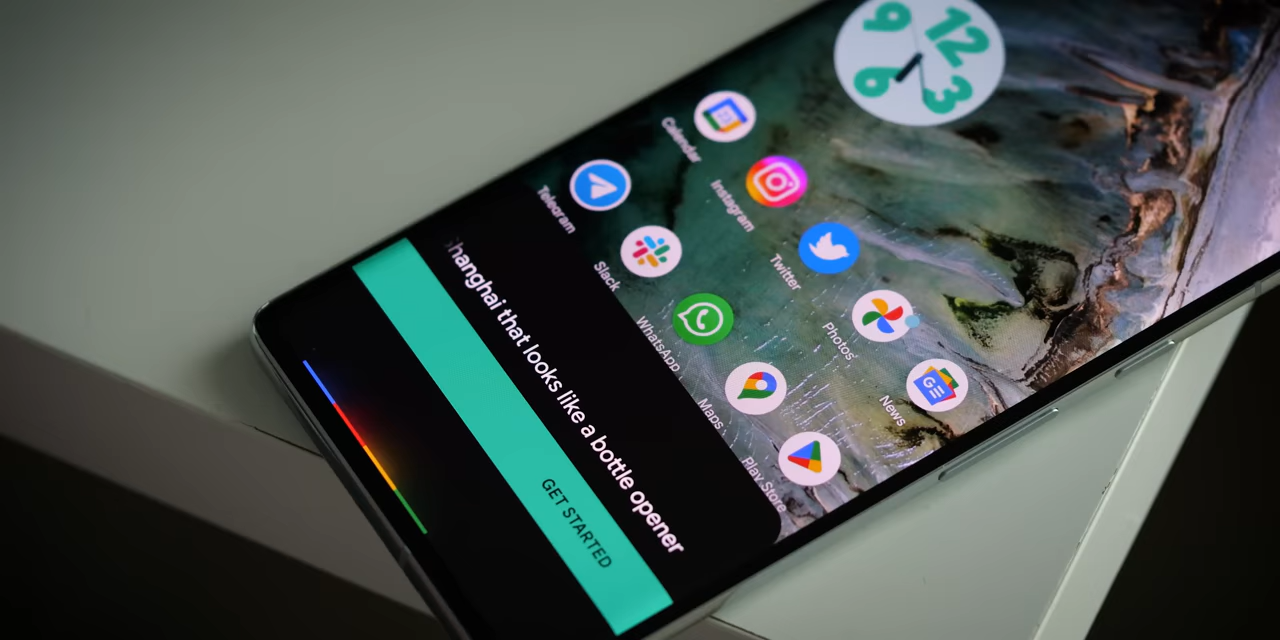 9
12
6
3
Calendar
Instagram
Twitter
Photos
News
Telegram
Slack
WhatsApp
Maps
Play Store
Shanghai that looks like a bottle opener
GET STARTED